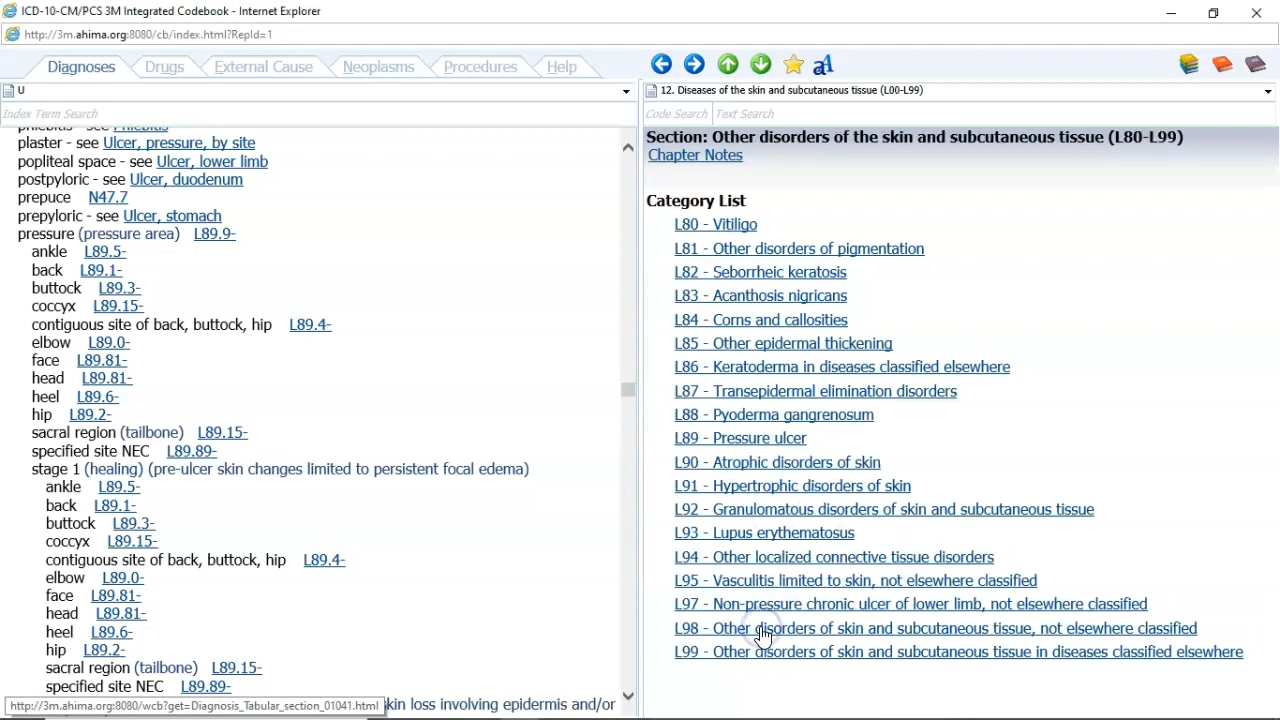 ICD-10-CM/PCS 3M Integrated Codebook - Internet Explorer
http://3m.ahima.org:8080/cb/index.html?RepId=1
Diagnoses Drugs External Cause Neoplasms Procedures Help
U
Index Term Search
phlebitis - see Phlebitis
plaster - see Ulcer, pressure, by site
popliteal space - see Ulcer, lower limb
postpyloric - see Ulcer, duodenum
prepuce N47.7
prepyloric - see Ulcer, stomach
pressure (pressure area) L89.9-
ankle L89.5-
back L89.1-
buttock L89.3-
coccyx L89.15-
contiguous site of back, buttock, hip L89.4-
elbow L89.0-
face L89.81-
head L89.81-
heel L89.6-
hip L89.2-
sacral region (tailbone) L89.15-
specified site NEC L89.89-
stage 1 (healing) (pre-ulcer skin changes limited to persistent focal edema)
ankle L89.5-
back L89.1-
buttock L89.3-
coccyx L89.15-
contiguous site of back, buttock, hip L89.4-
elbow L89.0-
face L89.81-
head L89.81-
heel L89.6-
hip L89.2-
sacral region (tailbone) L89.15-
specified site NEC L89.89-
skin loss involving epidermis and/or
http://3m.ahima.org:8080/wcb?get=Diagnosis_Tabular_section_01041.html
12. Diseases of the skin and subcutaneous tissue (L00-L99)
Code Search Text Search
Section: Other disorders of the skin and subcutaneous tissue (L80-L99)
Chapter Notes
Category List
L80 - Vitiligo
L81 - Other disorders of pigmentation
L82 - Seborrheic keratosis
L83 - Acanthosis nigricans
L84 - Corns and callosities
L85 - Other epidermal thickening
L86 - Keratoderma in diseases classified elsewhere
L87 - Transepidermal elimination disorders
L88 - Pyoderma gangrenosum
L89 - Pressure ulcer
L90 - Atrophic disorders of skin
L91 - Hypertrophic disorders of skin
L92 - Granulomatous disorders of skin and subcutaneous tissue
L93 - Lupus erythematosus
L94 - Other localized connective tissue disorders
L95 - Vasculitis limited to skin, not elsewhere classified
L97 - Non-pressure chronic ulcer of lower limb, not elsewhere classified
L98 - Other disorders of skin and subcutaneous tissue, not elsewhere classified
L99 - Other disorders of skin and subcutaneous tissue in diseases classified elsewhere